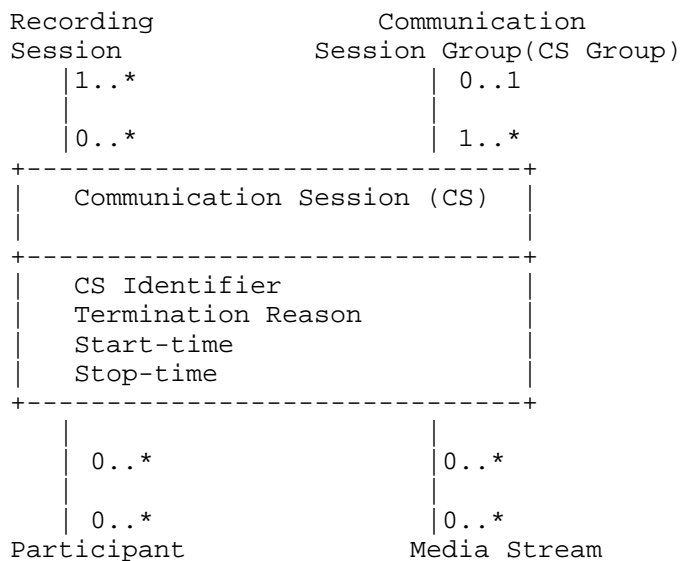 Recording                Communication
Session            Session Group(CS Group)
   |1..*                   | 0..1
   |                       |
   |0..*                   | 1..*
+-------------------------------+
|   Communication Session (CS)  |
|                               |
+-------------------------------+
|   CS Identifier               |
|   Termination Reason          |
|   Start-time                  |
|   Stop-time                   |
+-------------------------------+
   |                       |
   | 0..*                  |0..*
   |                       |
   | 0..*                  |0..*
Participant              Media Stream